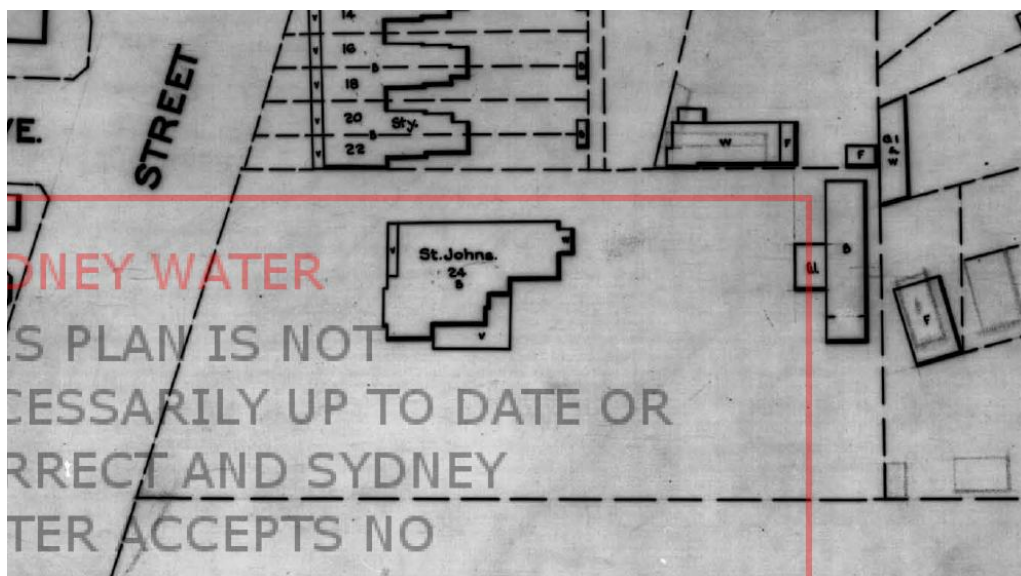 14
16
B
18
20
B
Sty.
22
STREET
VE.
V
V
V
V
V
B
B
W
F
F
G.I
&
W
V
St.Johns.
24
B
V
G.I.
B
F
DNEY WATER
IS PLAN IS NOT
CESSARILY UP TO DATE OR
RRECT AND SYDNEY
TER ACCEPTS NO